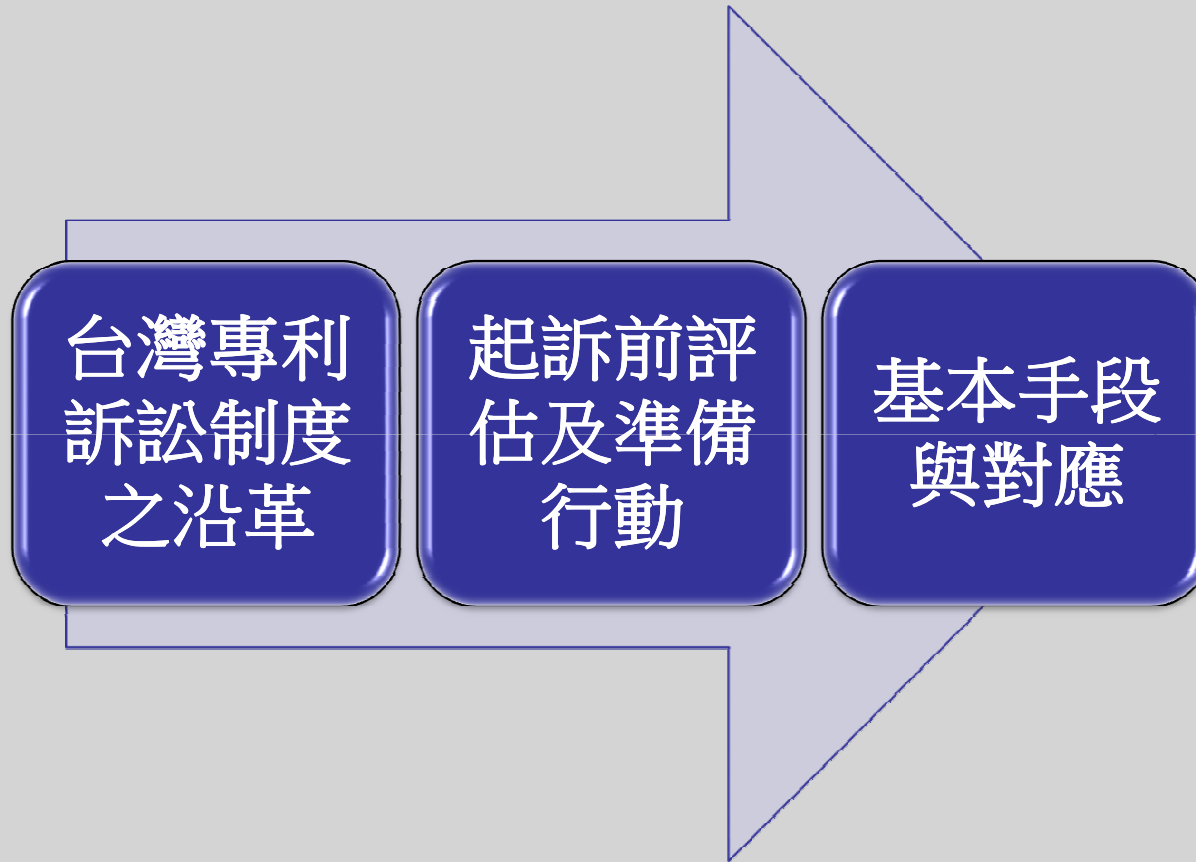 台灣專利
訴訟制度
之沿革
起訴前評
估及準備
行動
基本手段
與對應